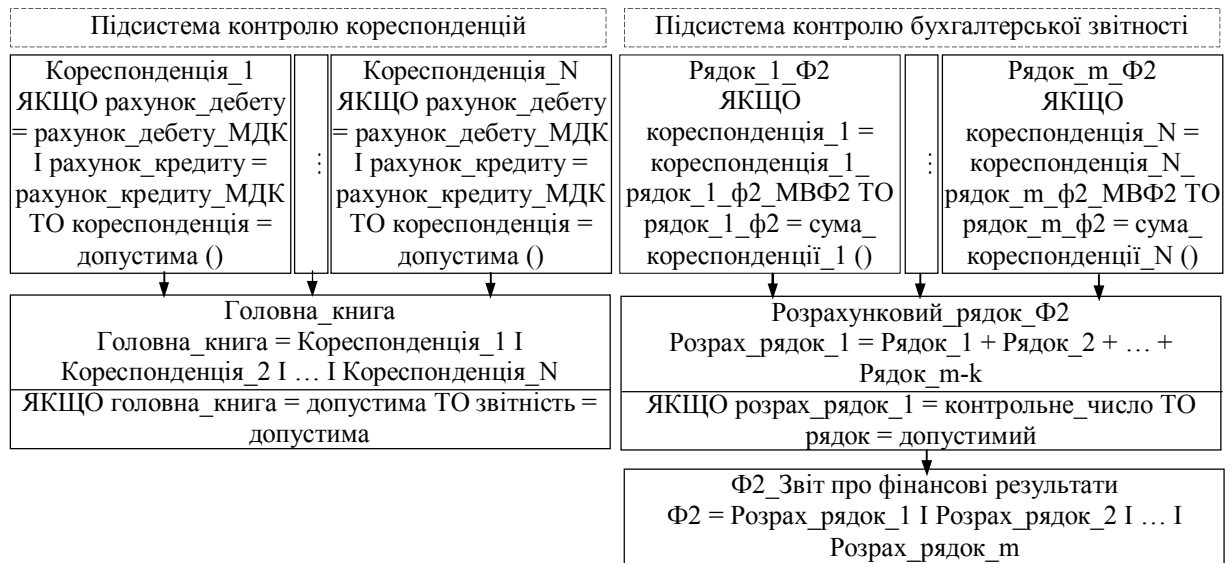 Підсистема контролю кореспонденцій
Кореспонденція_1
ЯКЩО рахунок_дебету
= рахунок_дебету_МДК
І рахунок_кредиту =
рахунок_кредиту_МДК
ТО кореспонденція =
допустима ()
...
Кореспонденція_N
ЯКЩО рахунок_дебету
= рахунок_дебету_МДК
І рахунок_кредиту =
рахунок_кредиту_МДК
ТО кореспонденція =
допустима ()
Головна_книга
Головна_книга = Кореспонденція_1 І
Кореспонденція_2 І … І Кореспонденція_N
ЯКЩО головна_книга = допустима ТО звітність =
допустима
Підсистема контролю бухгалтерської звітності
Рядок_1_Ф2
ЯКЩО
кореспонденція_1 =
кореспонденція_1_
рядок_1_ф2_МВФ2 ТО
рядок_1_ф2 = сума_
кореспонденції_1 ()
...
Рядок_m_Ф2
ЯКЩО
кореспонденція_N =
кореспонденція_N_
рядок_m_ф2_МВФ2 ТО
рядок_m_ф2 = сума_
кореспонденції_N ()
Розрахунковий_рядок_Ф2
Розрах_рядок_1 = Рядок_1 + Рядок_2 + … +
Рядок_m-k
ЯКЩО розрах_рядок_1 = контрольне_число ТО
рядок = допустимий
Ф2_Звіт про фінансові результати
Ф2 = Розрах_рядок_1 І Розрах_рядок_2 І … І
Розрах_рядок_m